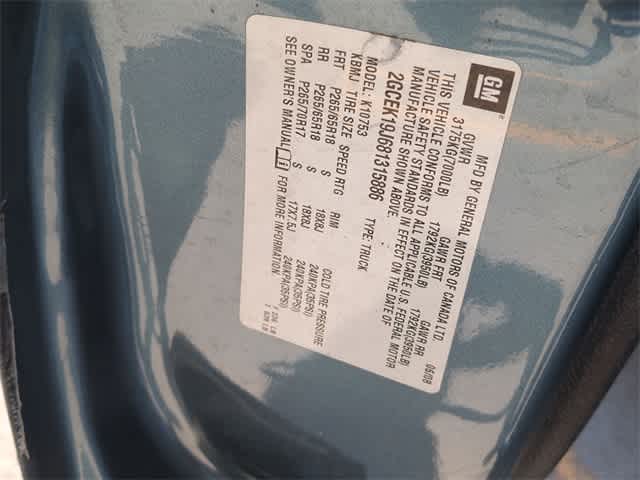 GM
MFD BY GENERAL MOTORS OF CANADA LTD.
05/08
GVWR GAWR FRT GAWR RR
3175KG(7000LB) 1792KG(3950LB) 1792KG(3950LB)
THIS VEHICLE CONFORMS TO ALL APPLICABLE U.S. FEDERAL MOTOR
VEHICLE SAFETY STANDARDS IN EFFECT ON THE DATE OF
MANUFACTURE SHOWN ABOVE.
2GCEK19J681315886 TYPE: TRUCK
MODEL: K10753
KBMJ TIRE SIZE SPEED RTG RIM COLD TIRE PRESSURE
FRT P265/65R18 S 18X8J 240KPA(35PSI)
RR P265/65R18 S 18X8J 240KPA(35PSI)
SPA P265/70R17 S 17X7.5J 240KPA(35PSI)
SEE OWNER'S MANUAL FOR MORE INFORMATION.